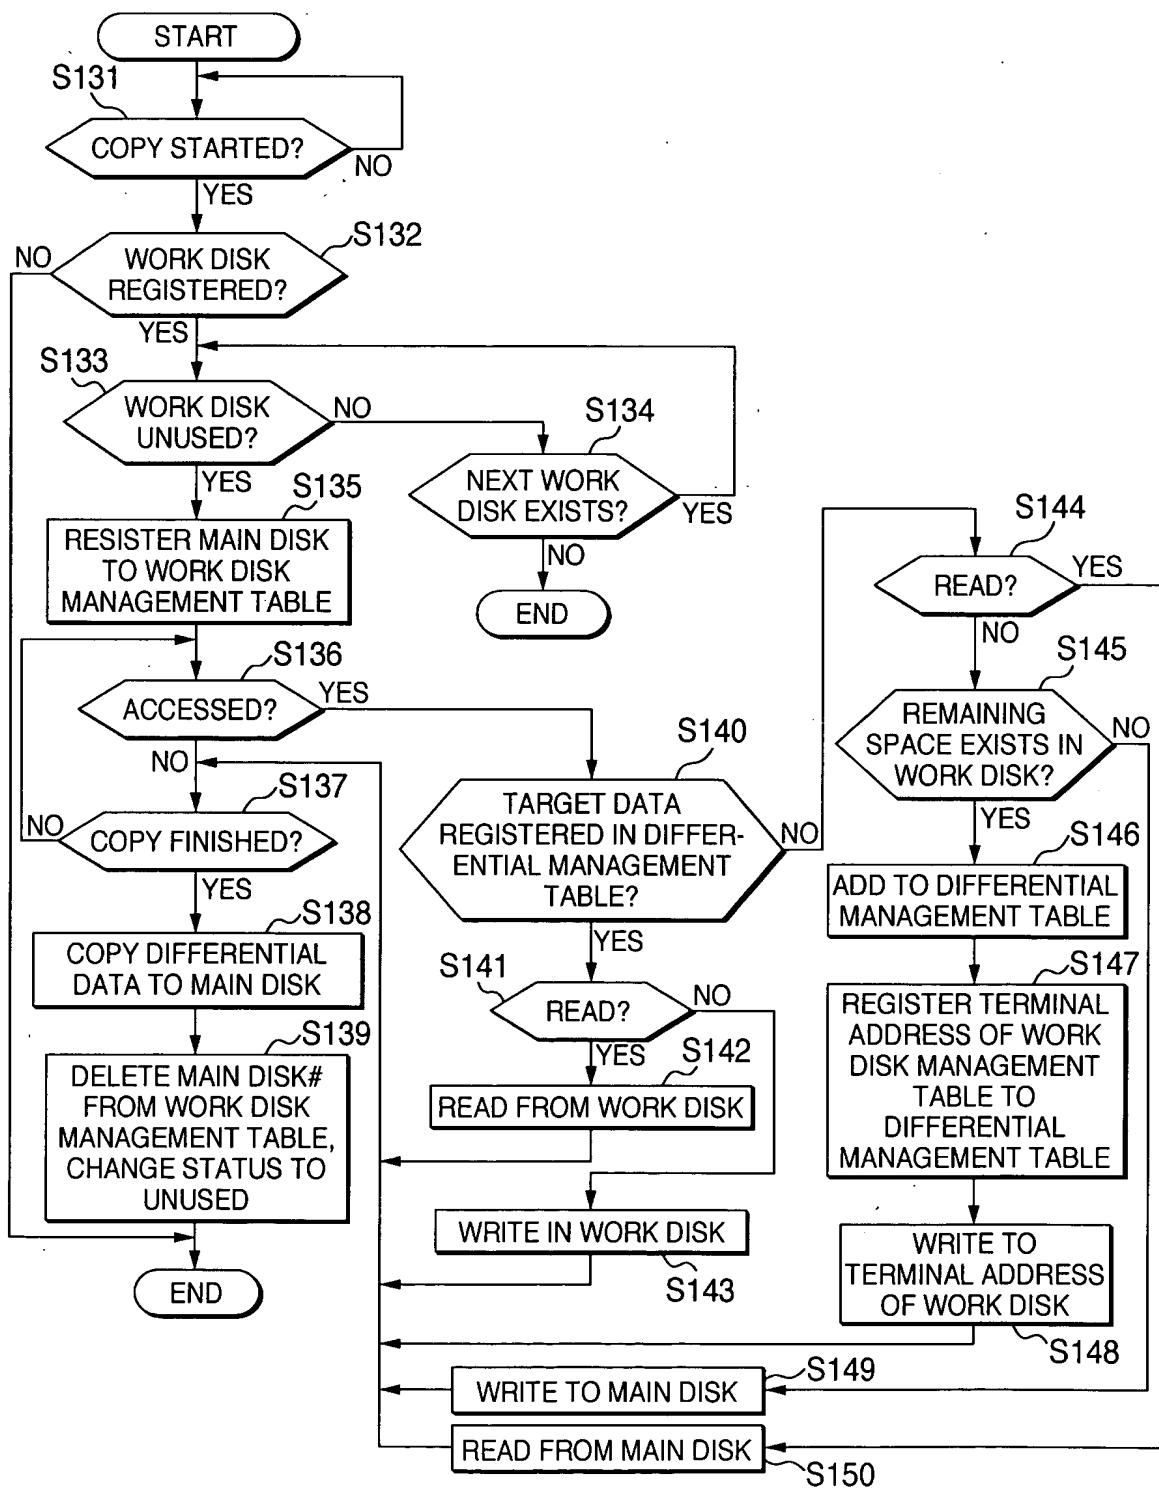 START
S131
COPY STARTED?
NO
YES
S132
NO
WORK DISK
REGISTERED?
YES
S133
WORK DISK
UNUSED?
NO
YES
S134
NEXT WORK
DISK EXISTS?
YES
NO
END
S135
RESISTER MAIN DISK
TO WORK DISK
MANAGEMENT TABLE
S136
ACCESSED?
YES
NO
S137
NO
COPY FINISHED?
YES
S138
COPY DIFFERENTIAL
DATA TO MAIN DISK
S139
DELETE MAIN DISK#
FROM WORK DISK
MANAGEMENT TABLE,
CHANGE STATUS TO
UNUSED
END
S140
TARGET DATA
REGISTERED IN DIFFER-
ENTIAL MANAGEMENT
TABLE?
NO
YES
S141
READ?
NO
YES
S142
READ FROM WORK DISK
WRITE IN WORK DISK
S143
S144
READ?
YES
NO
S145
REMAINING
SPACE EXISTS IN
WORK DISK?
NO
YES
S146
ADD TO DIFFERENTIAL
MANAGEMENT TABLE
S147
REGISTER TERMINAL
ADDRESS OF WORK
DISK MANAGEMENT
TABLE TO
DIFFERENTIAL
MANAGEMENT TABLE
WRITE TO
TERMINAL ADDRESS
OF WORK DISK
S148
S149
WRITE TO MAIN DISK
READ FROM MAIN DISK
S150